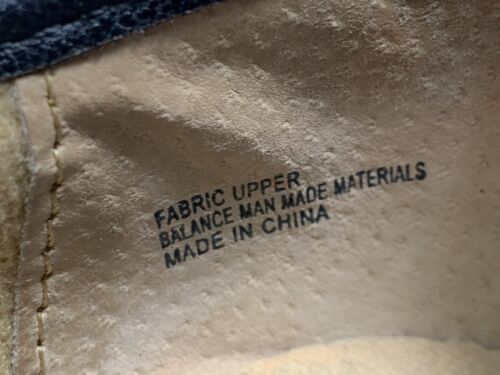 FABRIC UPPER
BALANCE MAN MADE MATERIALS
MADE IN CHINA